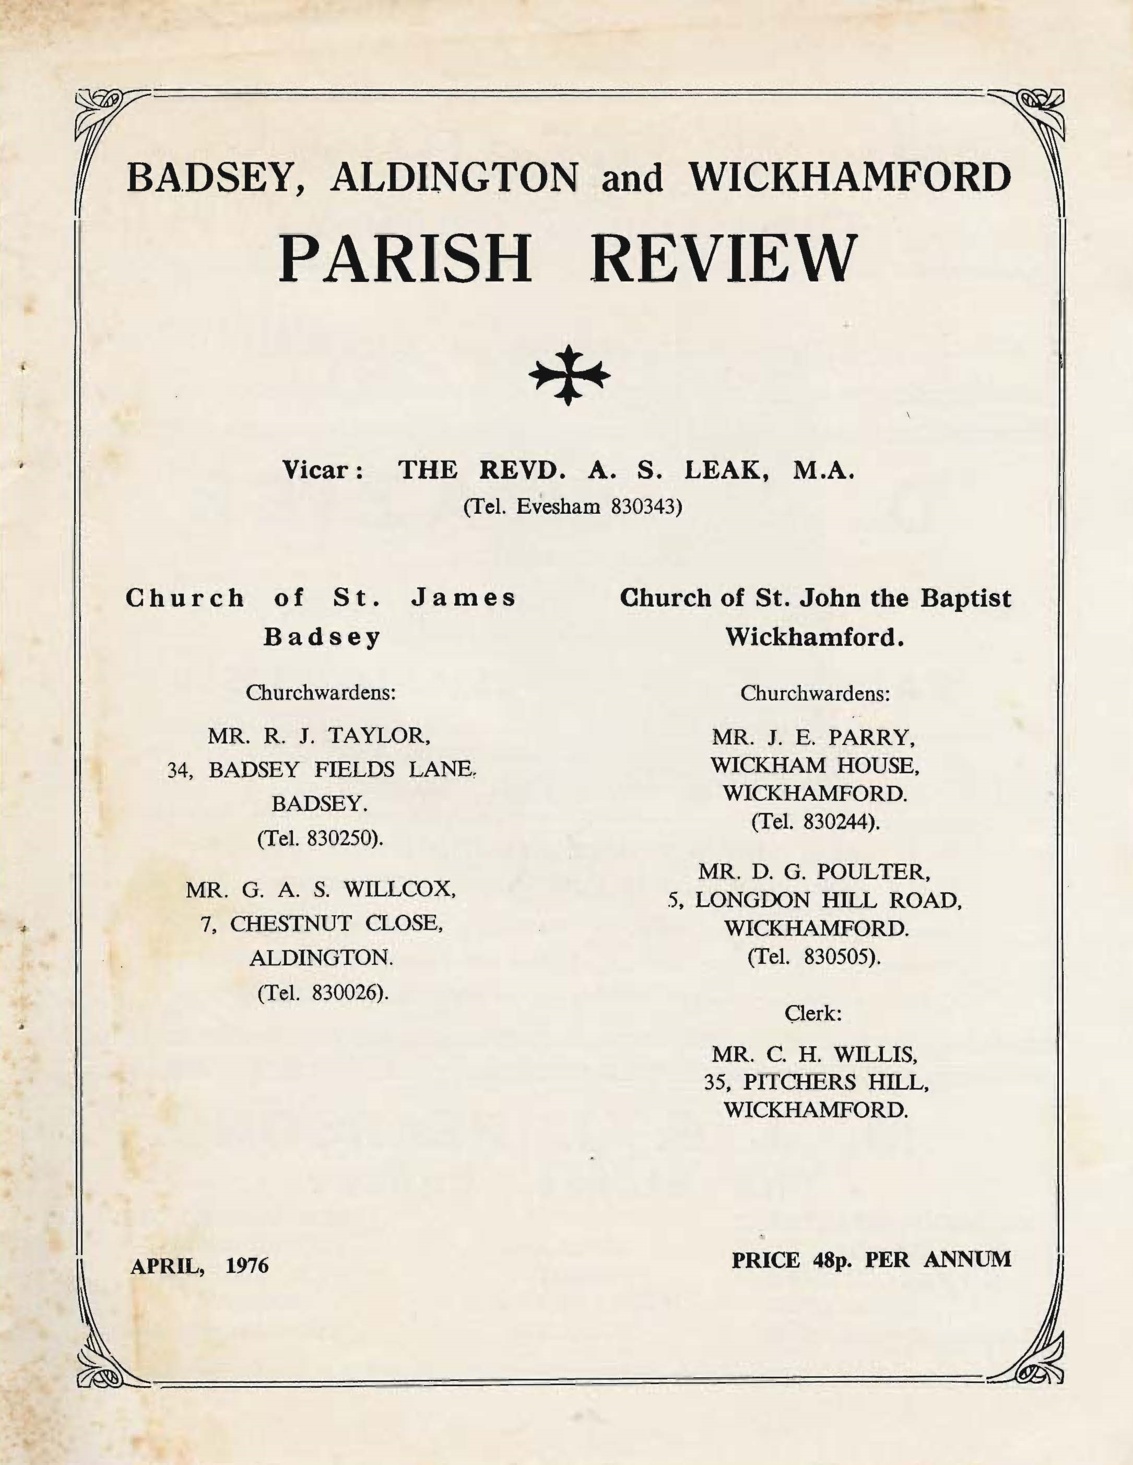 BADSEY, ALDINGTON and WICKHAMFORD
PARISH REVIEW
Vicar: THE REVD. A. S. LEAK, M.A.
(Tel. Evesham 830343)
Church of St. James
Badsey
Churchwardens:
MR. R. J. TAYLOR,
34, BADSEY FIELDS LANE,
BADSEY.
(Tel. 830250).
MR. G. A. S. WILLCOX,
7, CHESTNUT CLOSE,
ALDINGTON.
(Tel. 830026).
Church of St. John the Baptist
Wickhamford.
Churchwardens:
MR. J. E. PARRY,
WICKHAM HOUSE,
WICKHAMFORD.
(Tel. 830244).
MR. D. G. POULTER,
5, LONGDON HILL ROAD,
WICKHAMFORD.
(Tel. 830505).
Clerk:
MR. C. H. WILLIS,
35, PITCHERS HILL,
WICKHAMFORD.
APRIL, 1976
PRICE 48p. PER ANNUM